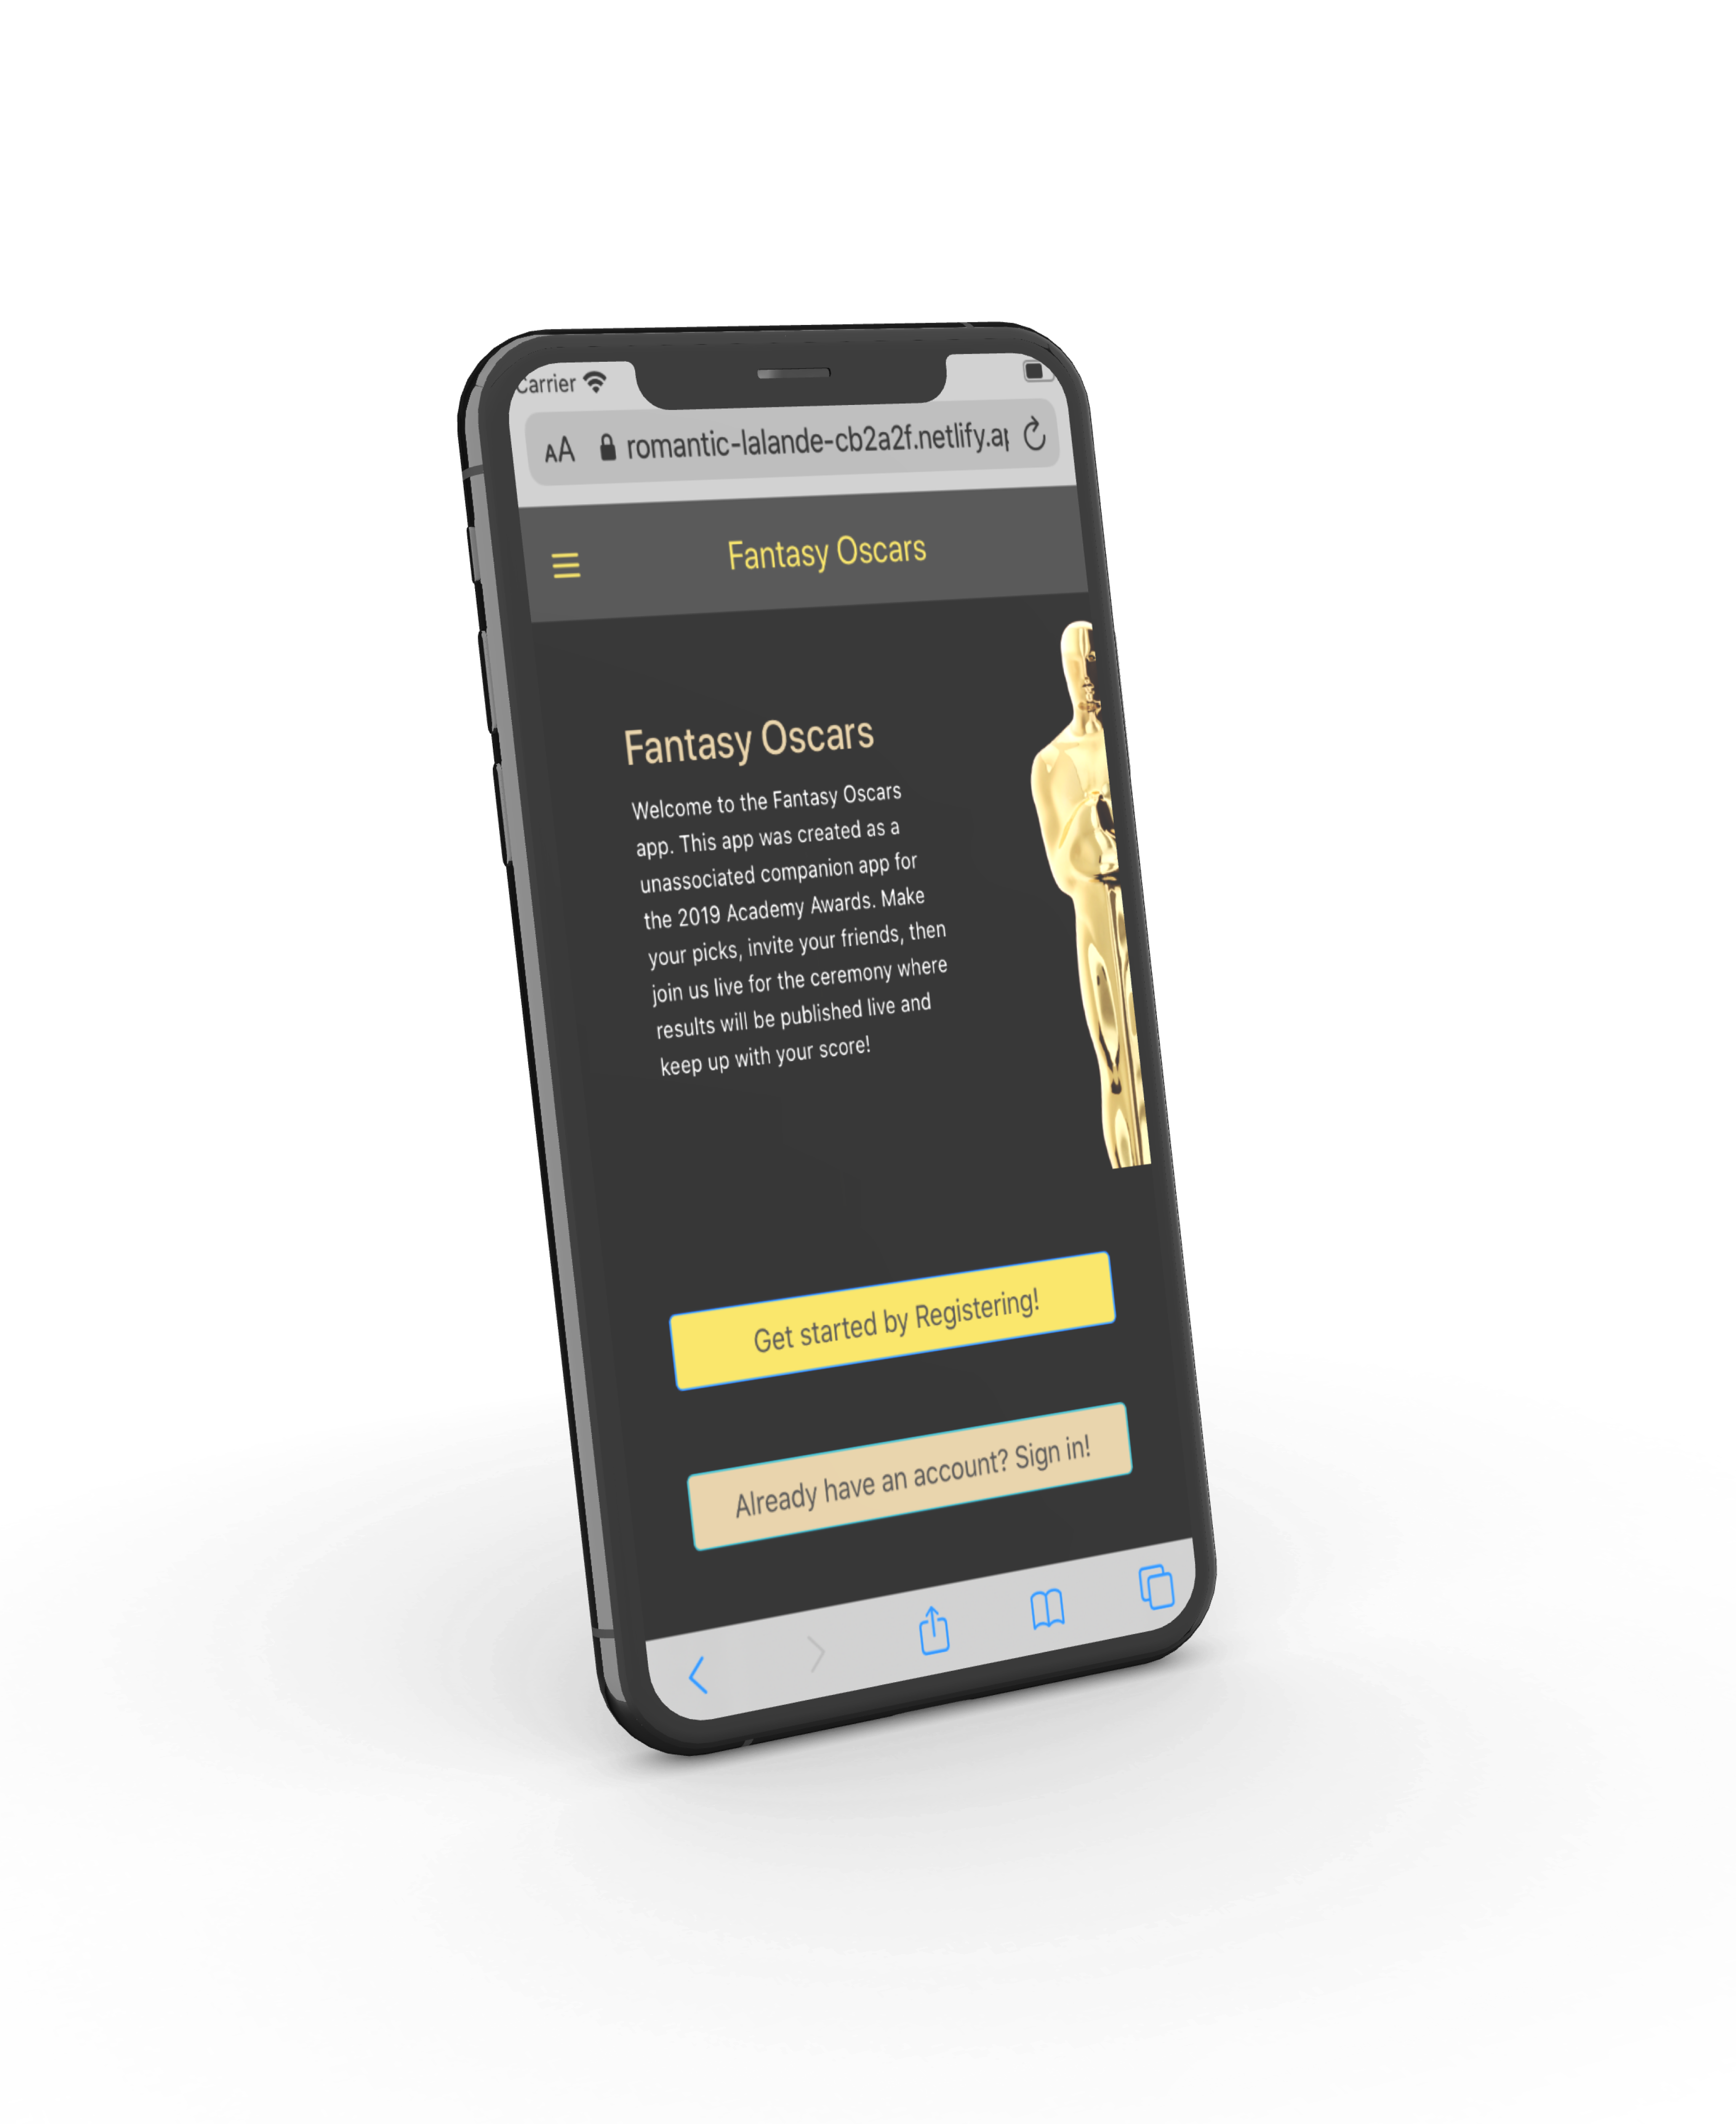 Carrier
AA romantic-lalande-cb2a2f.netlify.ap
Fantasy Oscars
Fantasy Oscars
Welcome to the Fantasy Oscars
app. This app was created as a
unassociated companion app for
the 2019 Academy Awards. Make
your picks, invite your friends, then
join us live for the ceremony where
results will be published live and
keep up with your score!
Get started by Registering!
Already have an account? Sign in!